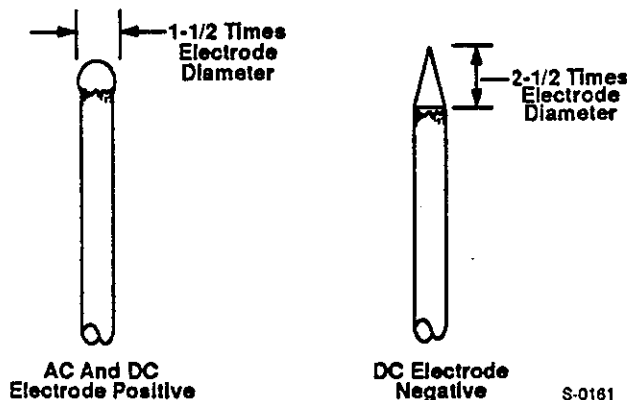 1-1/2 Times
Electrode
Diameter
2-1/2 Times
Electrode
Diameter
AC And DC
Electrode Positive
DC Electrode
Negative
S-0161